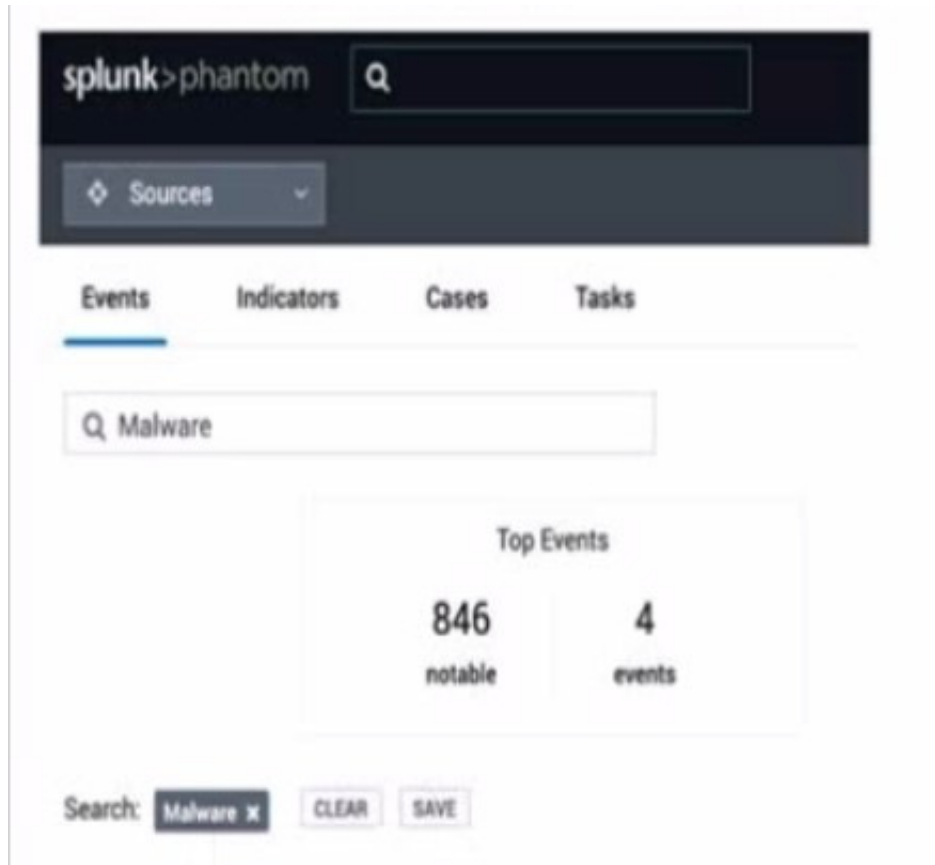 splunk>phantom
Sources
Events Indicators Cases Tasks
Malware
Top Events
846 4
notable events
Search: Malware x CLEAR SAVE